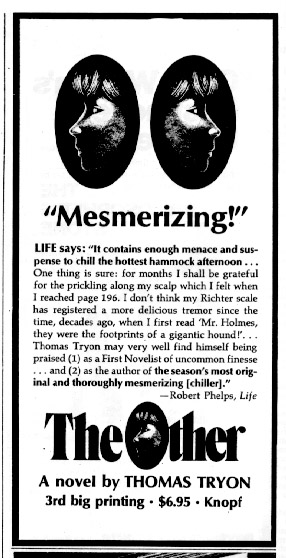 “Mesmerizing!”
LIFE says: “It contains enough menace and sus-
pense to chill the hottest hammock afternoon . . .
One thing is sure: for months I shall be grateful
for the prickling along my scalp which I felt when
I reached page 196. I don’t think my Richter scale
has registered a more delicious tremor since the
time, decades ago, when I first read ‘Mr. Holmes,
they were the footprints of a gigantic hound!’. . .
Thomas Tryon may very well find himself being
praised (1) as a First Novelist of uncommon finesse
. . . and (2) as the author of the season’s most orig-
inal and thoroughly mesmerizing [chiller].”
—Robert Phelps, Life
The Other
A novel by THOMAS TRYON
3rd big printing • $6.95 • Knopf